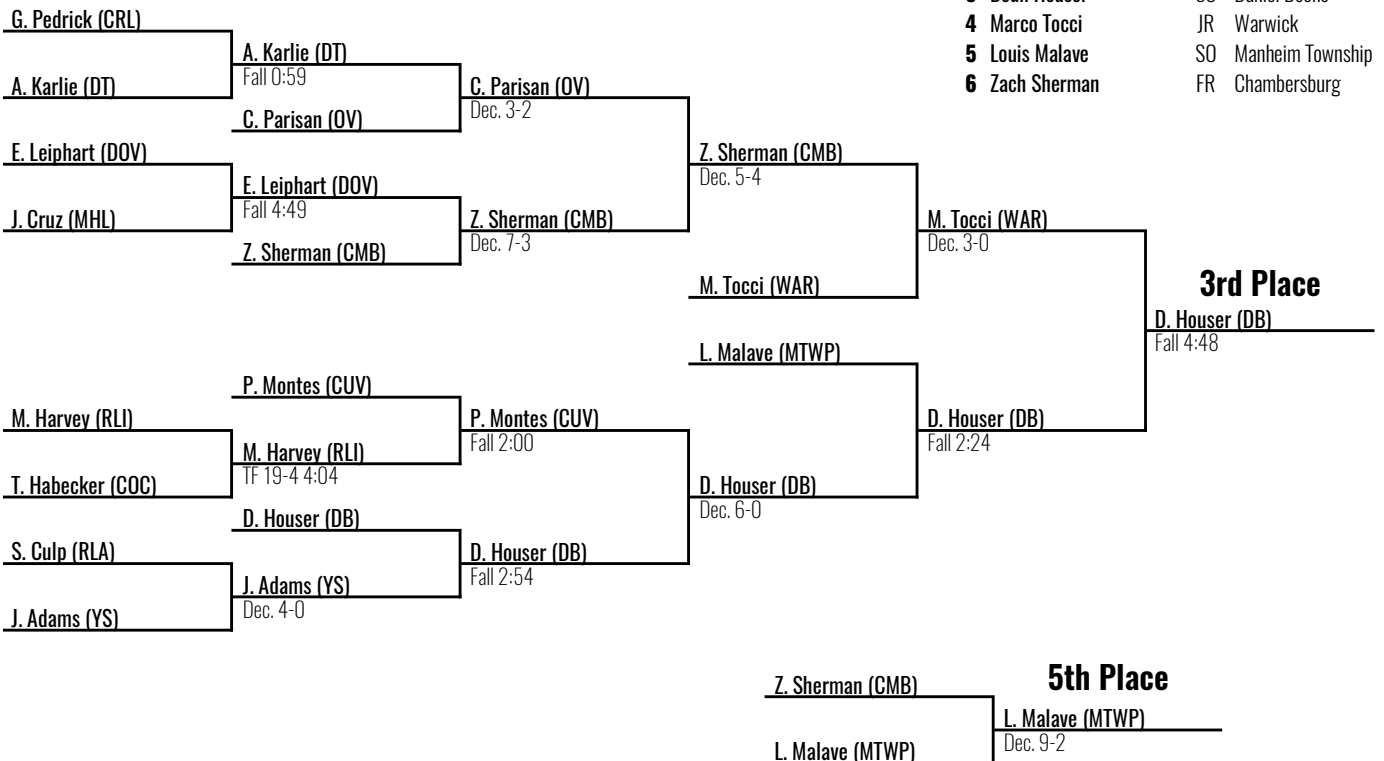 4 Marco Tocci JR Warwick
5 Louis Malave SO Manheim Township
6 Zach Sherman FR Chambersburg
G. Pedrick (CRL)
A. Karlie (DT)
Fall 0:59
A. Karlie (DT)
C. Parisan (OV)
Dec. 3-2
C. Parisan (OV)
E. Leiphart (DOV)
Z. Sherman (CMB)
Dec. 5-4
E. Leiphart (DOV)
Fall 4:49
J. Cruz (MHL)
Z. Sherman (CMB)
Dec. 7-3
M. Tocci (WAR)
Dec. 3-0
Z. Sherman (CMB)
M. Tocci (WAR)
3rd Place
D. Houser (DB)
Fall 4:48
L. Malave (MTWP)
P. Montes (CUV)
M. Harvey (RLI)
P. Montes (CUV)
Fall 2:00
D. Houser (DB)
Fall 2:24
M. Harvey (RLI)
TF 19-4 4:04
T. Habecker (COC)
D. Houser (DB)
Dec. 6-0
D. Houser (DB)
S. Culp (RLA)
D. Houser (DB)
Fall 2:54
J. Adams (YS)
Dec. 4-0
J. Adams (YS)
5th Place
Z. Sherman (CMB)
L. Malave (MTWP)
Dec. 9-2
L. Malave (MTWP)